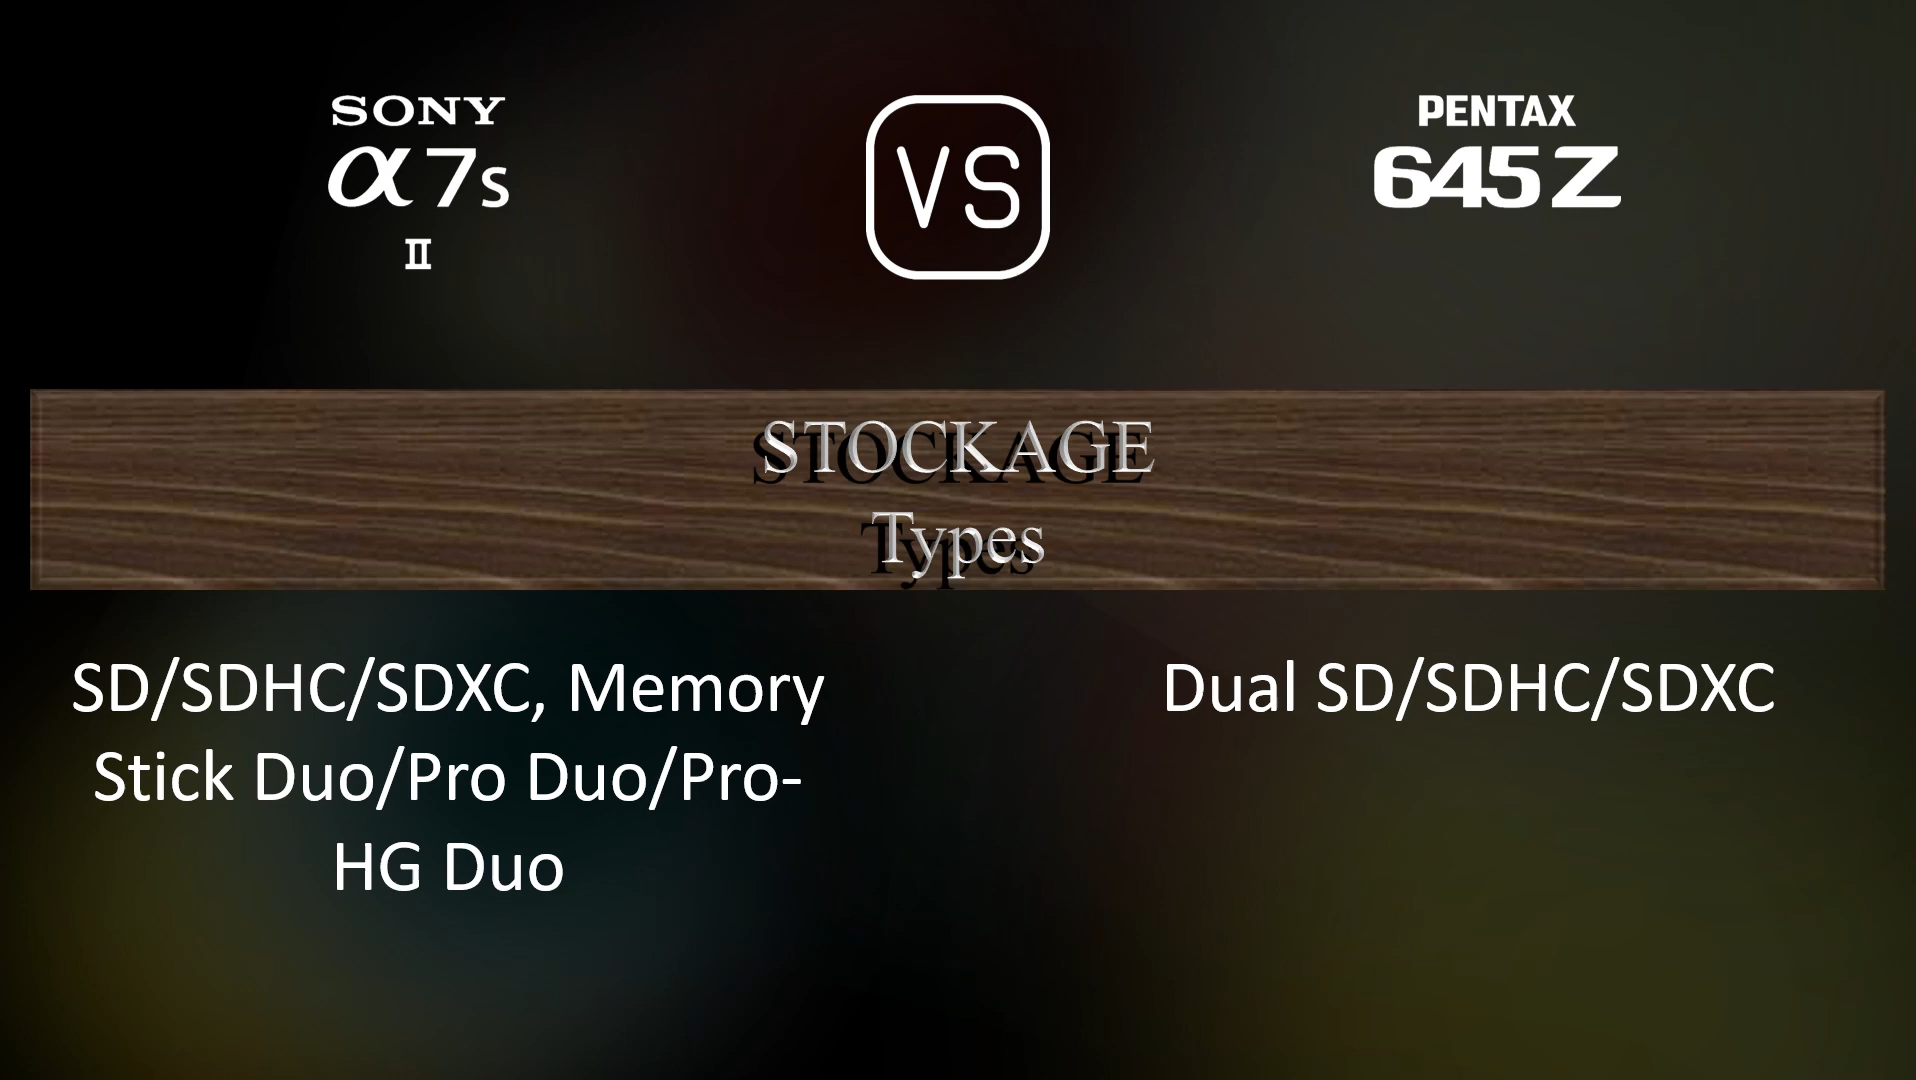 SONY
α7s
II
VS
PENTAX
645Z
STOCKAGE
Types
SD/SDHC/SDXC, Memory
Stick Duo/Pro Duo/Pro-
HG Duo
Dual SD/SDHC/SDXC